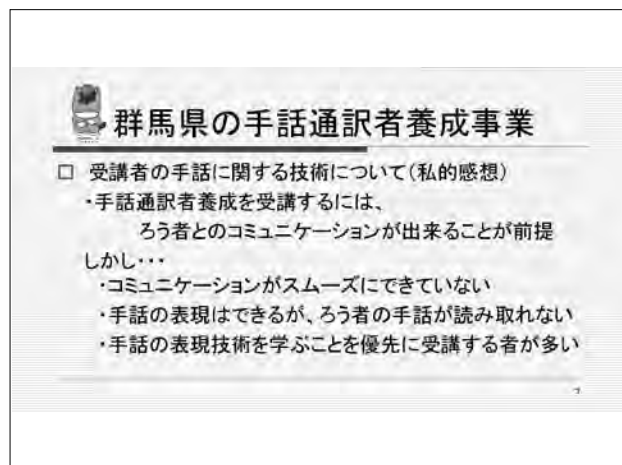 群馬県の手話通訳者養成事業
□ 受講者の手話に関する技術について(私的感想)
・手話通訳者養成を受講するには、
ろう者とのコミュニケーションが出来ることが前提
しかし・・・
・コミュニケーションがスムーズにできていない
・手話の表現はできるが、ろう者の手話が読み取れない
・手話の表現技術を学ぶことを優先に受講する者が多い
7